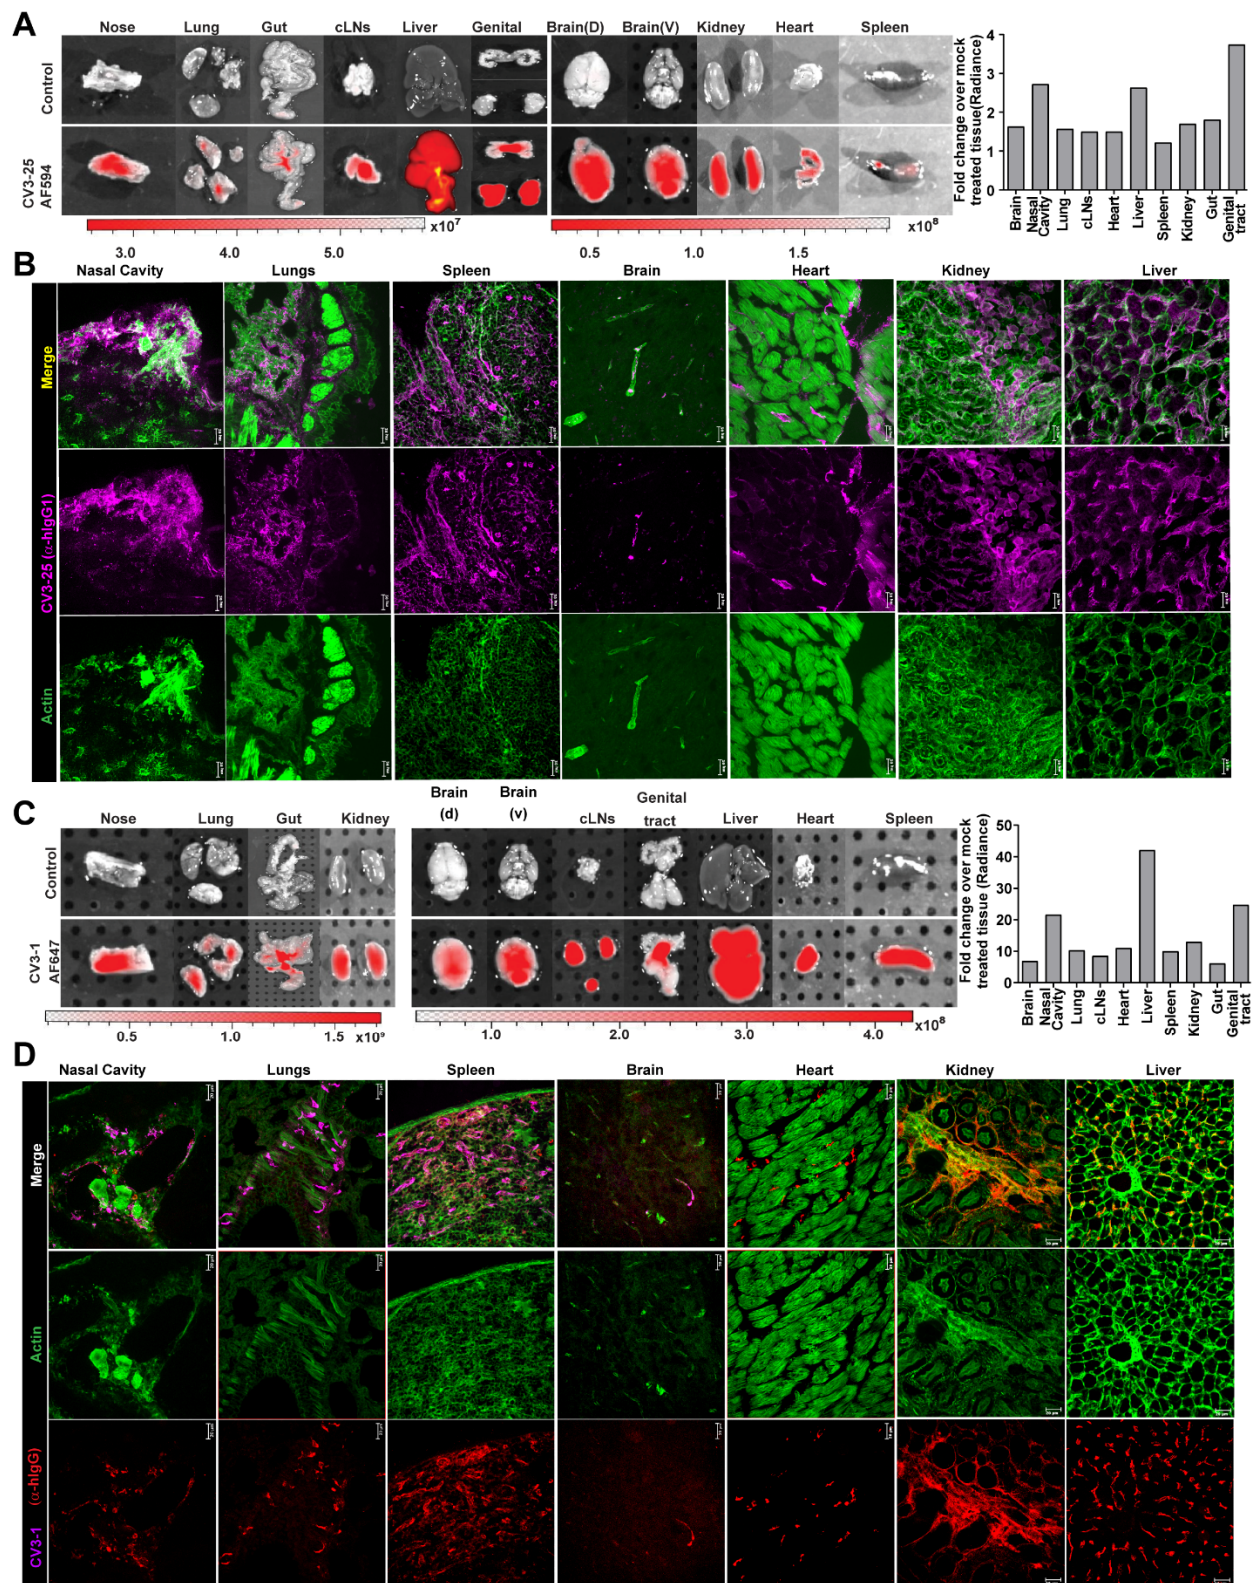 A
Nose Lung Gut cLNs Liver Genital Brain(D) Brain(V) Kidney Heart Spleen
Control
CV3-25
AF594
3.0 4.0 5.0 x10⁷
0.5 1.0 1.5 x10⁸
Fold change over mock
treated tissue(Radiance)
4
3
2
1
0
Brain
Nasal
Cavity
Lung
cLNs
Heart
Liver
Spleen
Kidney
Gut
Genital
tract
B
Nasal Cavity Lungs Spleen Brain Heart Kidney Liver
Merge
CV3-25 (α-hIgG1)
Actin
C
Nose Lung Gut Kidney
Brain
(d)
Brain
(v)
cLNs
Genital
tract
Liver Heart Spleen
Control
CV3-1
AF647
0.5 1.0 1.5 x10⁹
1.0 2.0 3.0 4.0 x10⁸
Fold change over mock
treated tissue (Radiance)
50
40
30
20
10
0
Brain
Nasal
Cavity
Lung
cLNs
Heart
Liver
Spleen
Kidney
Gut
Genital
tract
D
Nasal Cavity Lungs Spleen Brain Heart Kidney Liver
Merge
Actin
CV3-1 (α-hIgG)